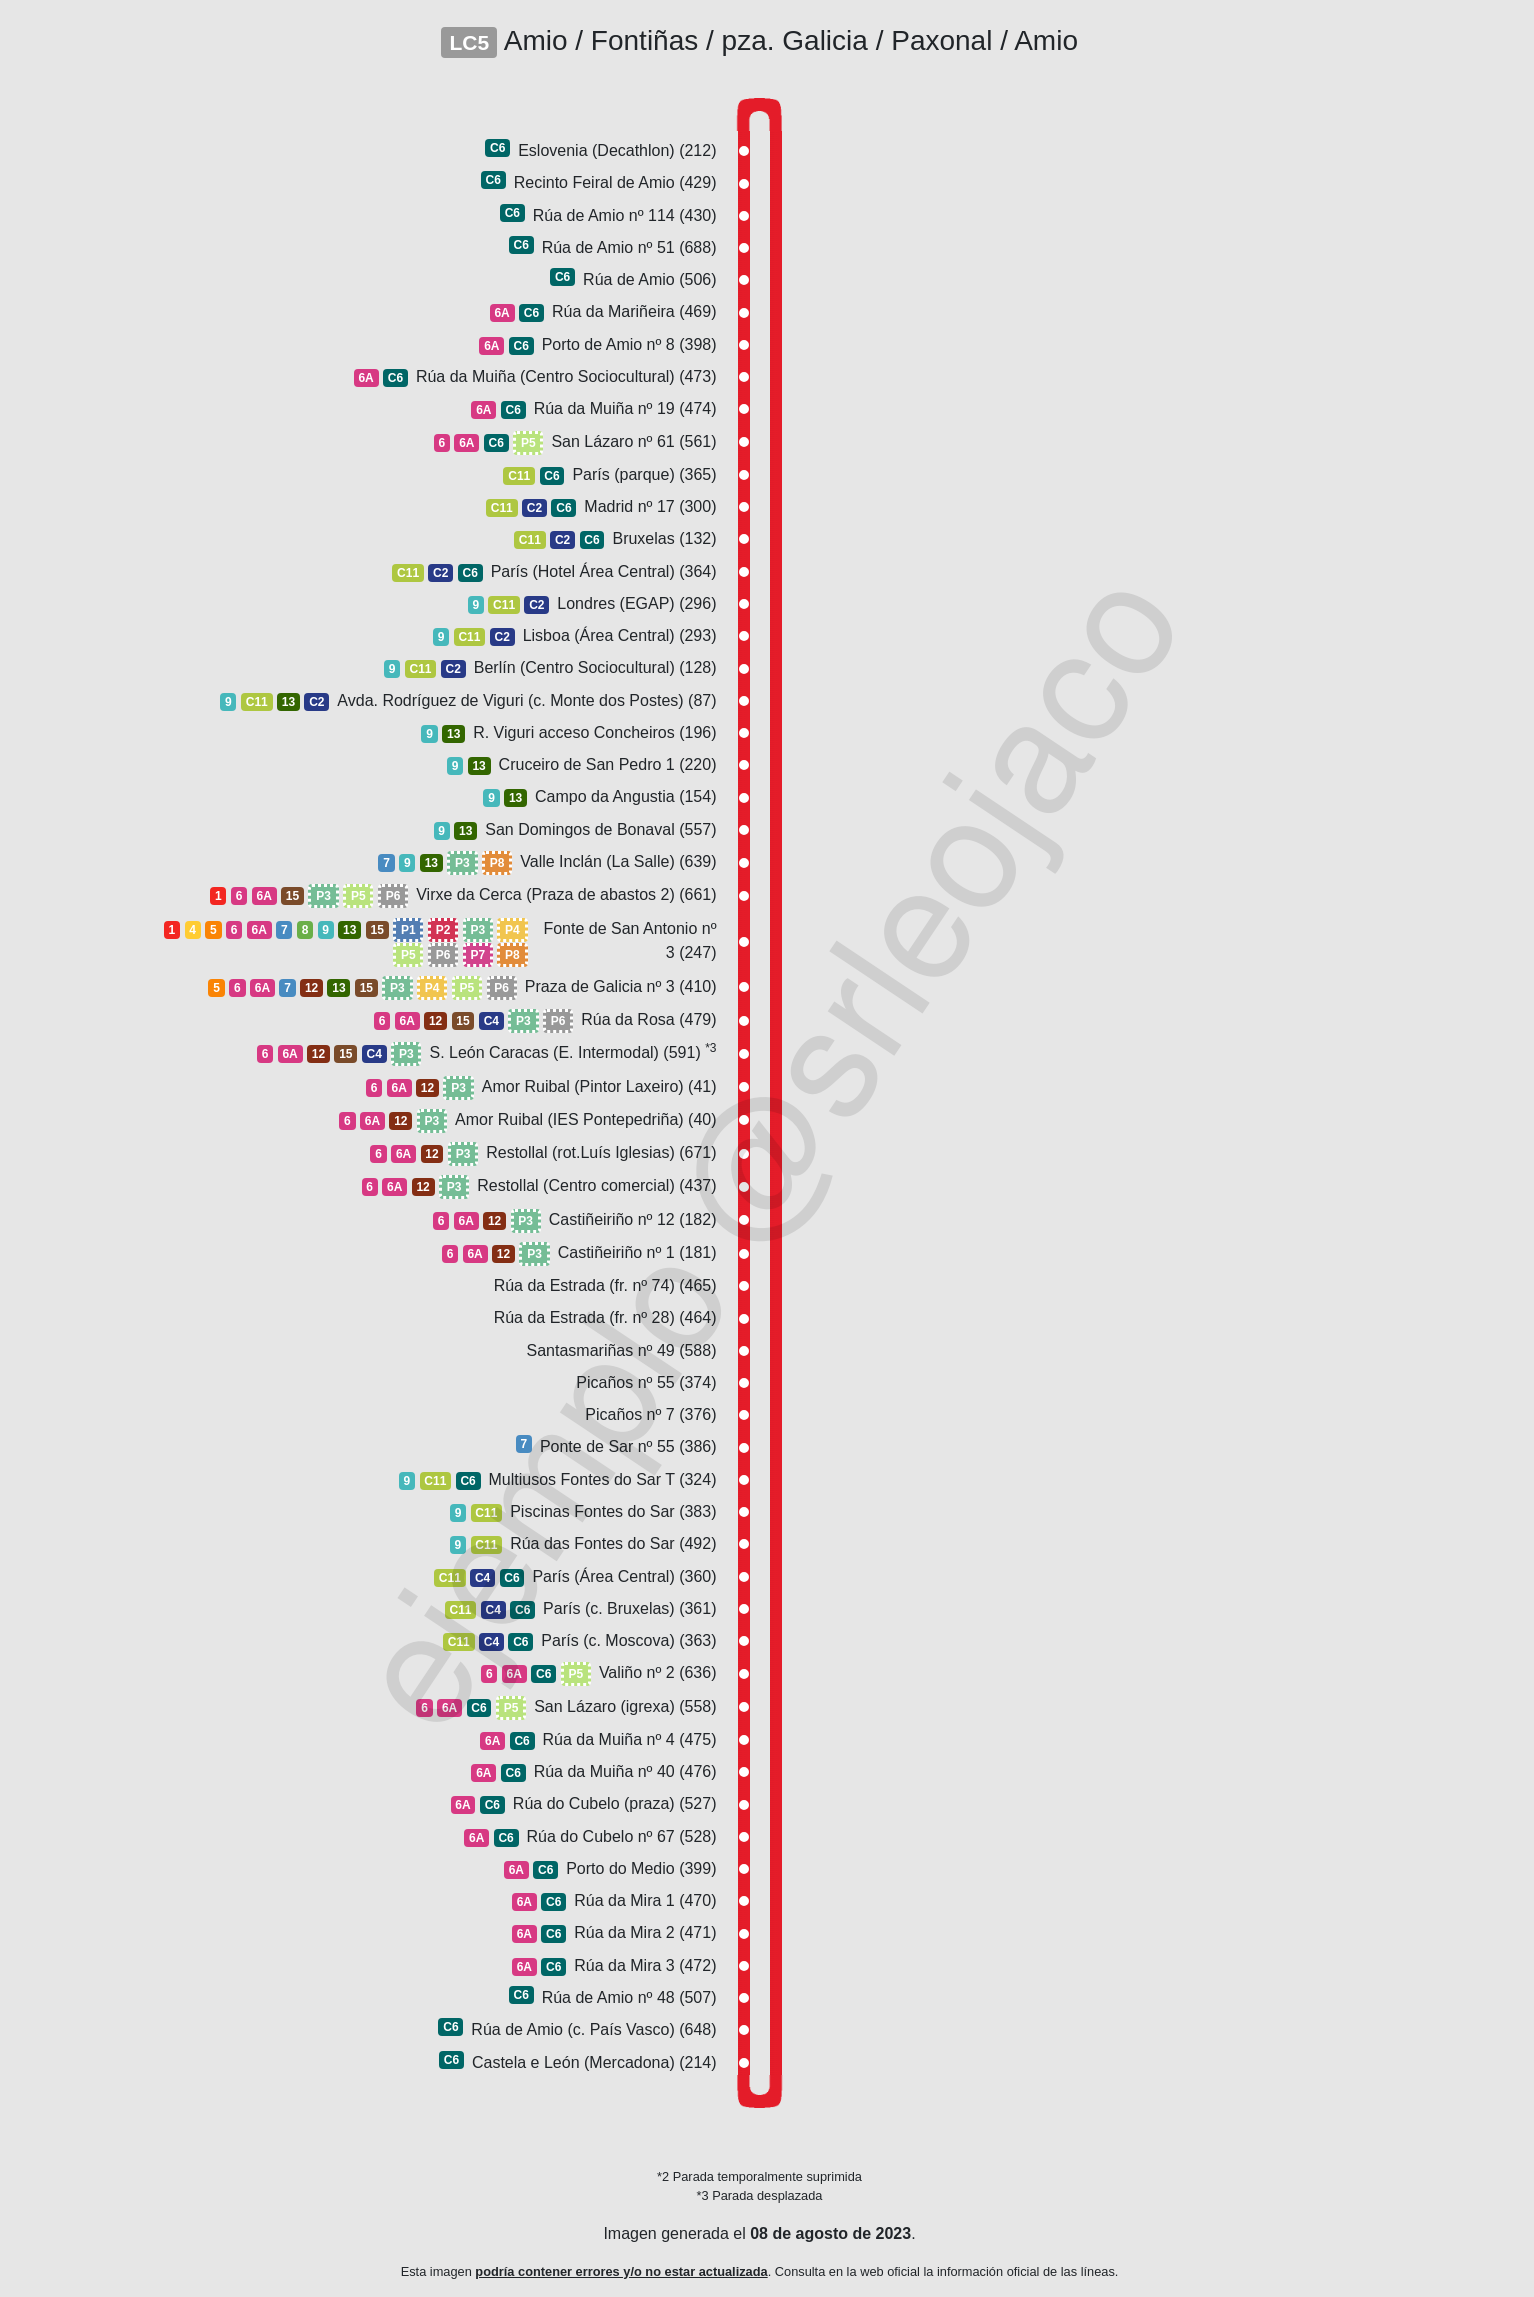 LC5 Amio / Fontiñas / pza. Galicia / Paxonal / Amio
C6 Eslovenia (Decathlon) (212)
C6 Recinto Feiral de Amio (429)
C6 Rúa de Amio nº 114 (430)
C6 Rúa de Amio nº 51 (688)
C6 Rúa de Amio (506)
6A C6 Rúa da Mariñeira (469)
6A C6 Porto de Amio nº 8 (398)
6A C6 Rúa da Muiña (Centro Sociocultural) (473)
6A C6 Rúa da Muiña nº 19 (474)
6 6A C6 P5 San Lázaro nº 61 (561)
C11 C6 París (parque) (365)
C11 C2 C6 Madrid nº 17 (300)
C11 C2 C6 Bruxelas (132)
C11 C2 C6 París (Hotel Área Central) (364)
9 C11 C2 Londres (EGAP) (296)
9 C11 C2 Lisboa (Área Central) (293)
9 C11 C2 Berlín (Centro Sociocultural) (128)
9 C11 13 C2 Avda. Rodríguez de Viguri (c. Monte dos Postes) (87)
9 13 R. Viguri acceso Concheiros (196)
9 13 Cruceiro de San Pedro 1 (220)
9 13 Campo da Angustia (154)
9 13 San Domingos de Bonaval (557)
7 9 13 P3 P8 Valle Inclán (La Salle) (639)
1 6 6A 15 P3 P5 P6 Virxe da Cerca (Praza de abastos 2) (661)
1 4 5 6 6A 7 8 9 13 15 P1 P2 P3 P4 Fonte de San Antonio nº
P5 P6 P7 P8 3 (247)
5 6 6A 7 12 13 15 P3 P4 P5 P6 Praza de Galicia nº 3 (410)
6 6A 12 15 C4 P3 P6 Rúa da Rosa (479)
6 6A 12 15 C4 P3 S. León Caracas (E. Intermodal) (591) *3
6 6A 12 P3 Amor Ruibal (Pintor Laxeiro) (41)
6 6A 12 P3 Amor Ruibal (IES Pontepedriña) (40)
6 6A 12 P3 Restollal (rot.Luís Iglesias) (671)
6 6A 12 P3 Restollal (Centro comercial) (437)
6 6A 12 P3 Castiñeiriño nº 12 (182)
6 6A 12 P3 Castiñeiriño nº 1 (181)
Rúa da Estrada (fr. nº 74) (465)
Rúa da Estrada (fr. nº 28) (464)
Santasmariñas nº 49 (588)
Picaños nº 55 (374)
Picaños nº 7 (376)
7 Ponte de Sar nº 55 (386)
9 C11 C6 Multiusos Fontes do Sar T (324)
9 C11 Piscinas Fontes do Sar (383)
9 C11 Rúa das Fontes do Sar (492)
C11 C4 C6 París (Área Central) (360)
C11 C4 C6 París (c. Bruxelas) (361)
C11 C4 C6 París (c. Moscova) (363)
6 6A C6 P5 Valiño nº 2 (636)
6 6A C6 P5 San Lázaro (igrexa) (558)
6A C6 Rúa da Muiña nº 4 (475)
6A C6 Rúa da Muiña nº 40 (476)
6A C6 Rúa do Cubelo (praza) (527)
6A C6 Rúa do Cubelo nº 67 (528)
6A C6 Porto do Medio (399)
6A C6 Rúa da Mira 1 (470)
6A C6 Rúa da Mira 2 (471)
6A C6 Rúa da Mira 3 (472)
C6 Rúa de Amio nº 48 (507)
C6 Rúa de Amio (c. País Vasco) (648)
C6 Castela e León (Mercadona) (214)
ejemplo @srleojaco
*2 Parada temporalmente suprimida
*3 Parada desplazada
Imagen generada el 08 de agosto de 2023.
Esta imagen podría contener errores y/o no estar actualizada. Consulta en la web oficial la información oficial de las líneas.